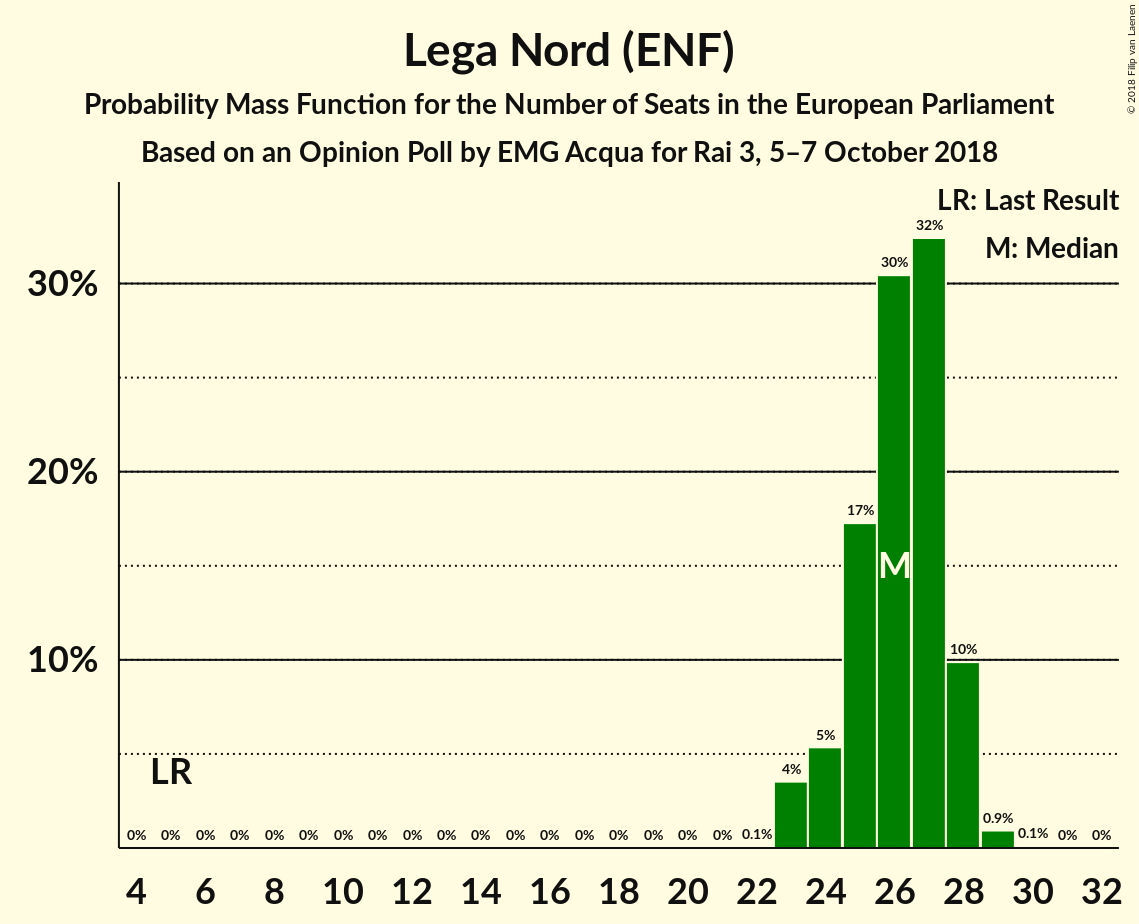 Lega Nord (ENF)
Probability Mass Function for the Number of Seats in the European Parliament
Based on an Opinion Poll by EMG Acqua for Rai 3, 5–7 October 2018
© 2018 Filip van Laenen
LR: Last Result
M: Median
32%
30%
30%
20%
17%
M
10%
10%
5%
LR
4%
0.9%
0% 0% 0% 0% 0% 0% 0% 0% 0% 0% 0% 0% 0% 0% 0% 0% 0% 0% 0.1% 0.1% 0% 0%
4 6 8 10 12 14 16 18 20 22 24 26 28 30 32